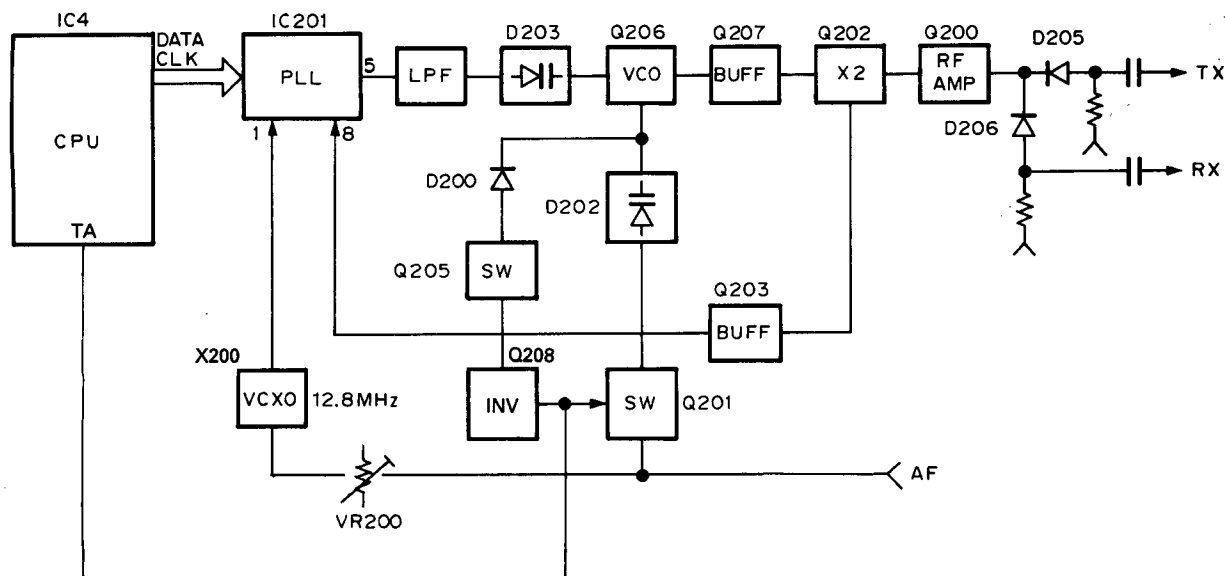 IC4
DATA
CLK
CPU
TA
IC201
PLL
5
1
8
LPF
D203
Q206
VCO
Q207
BUFF
Q202
X2
Q200
RF
AMP
D205
TX
D206
RX
D200
D202
Q205
SW
Q203
BUFF
X200
VCXO
12.8MHz
Q208
INV
SW
Q201
VR200
AF